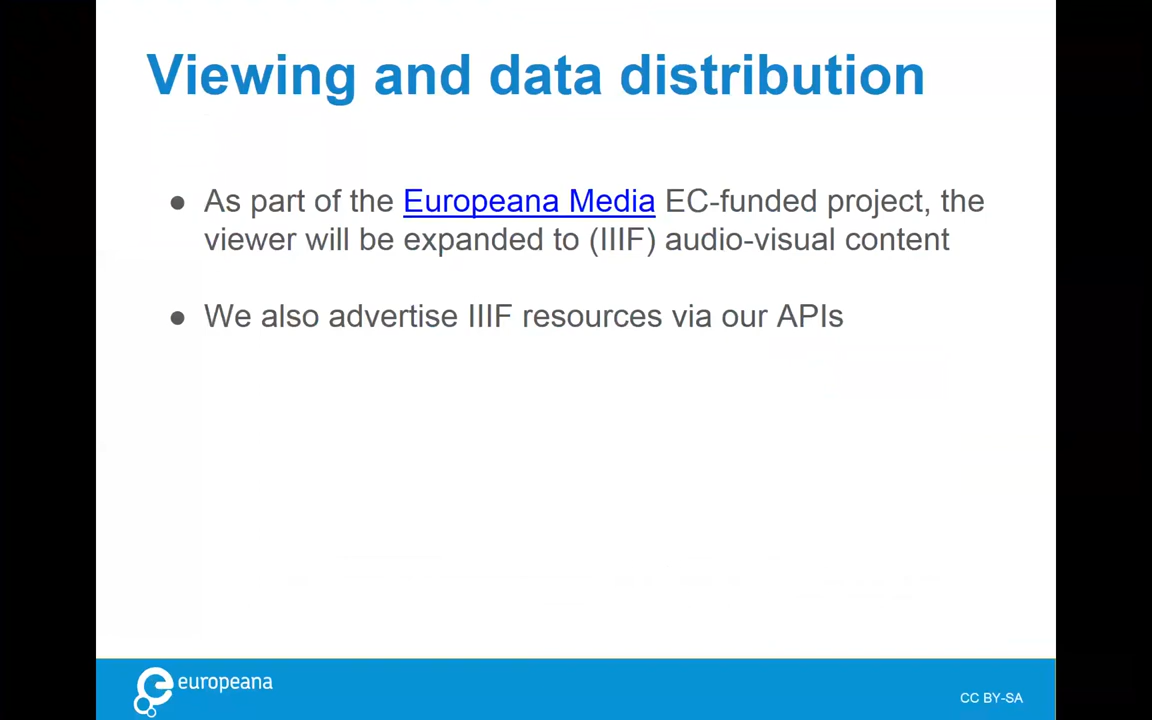 Viewing and data distribution
● As part of the Europeana Media EC-funded project, the
viewer will be expanded to (IIIF) audio-visual content
● We also advertise IIIF resources via our APIs
europeana
CC BY-SA